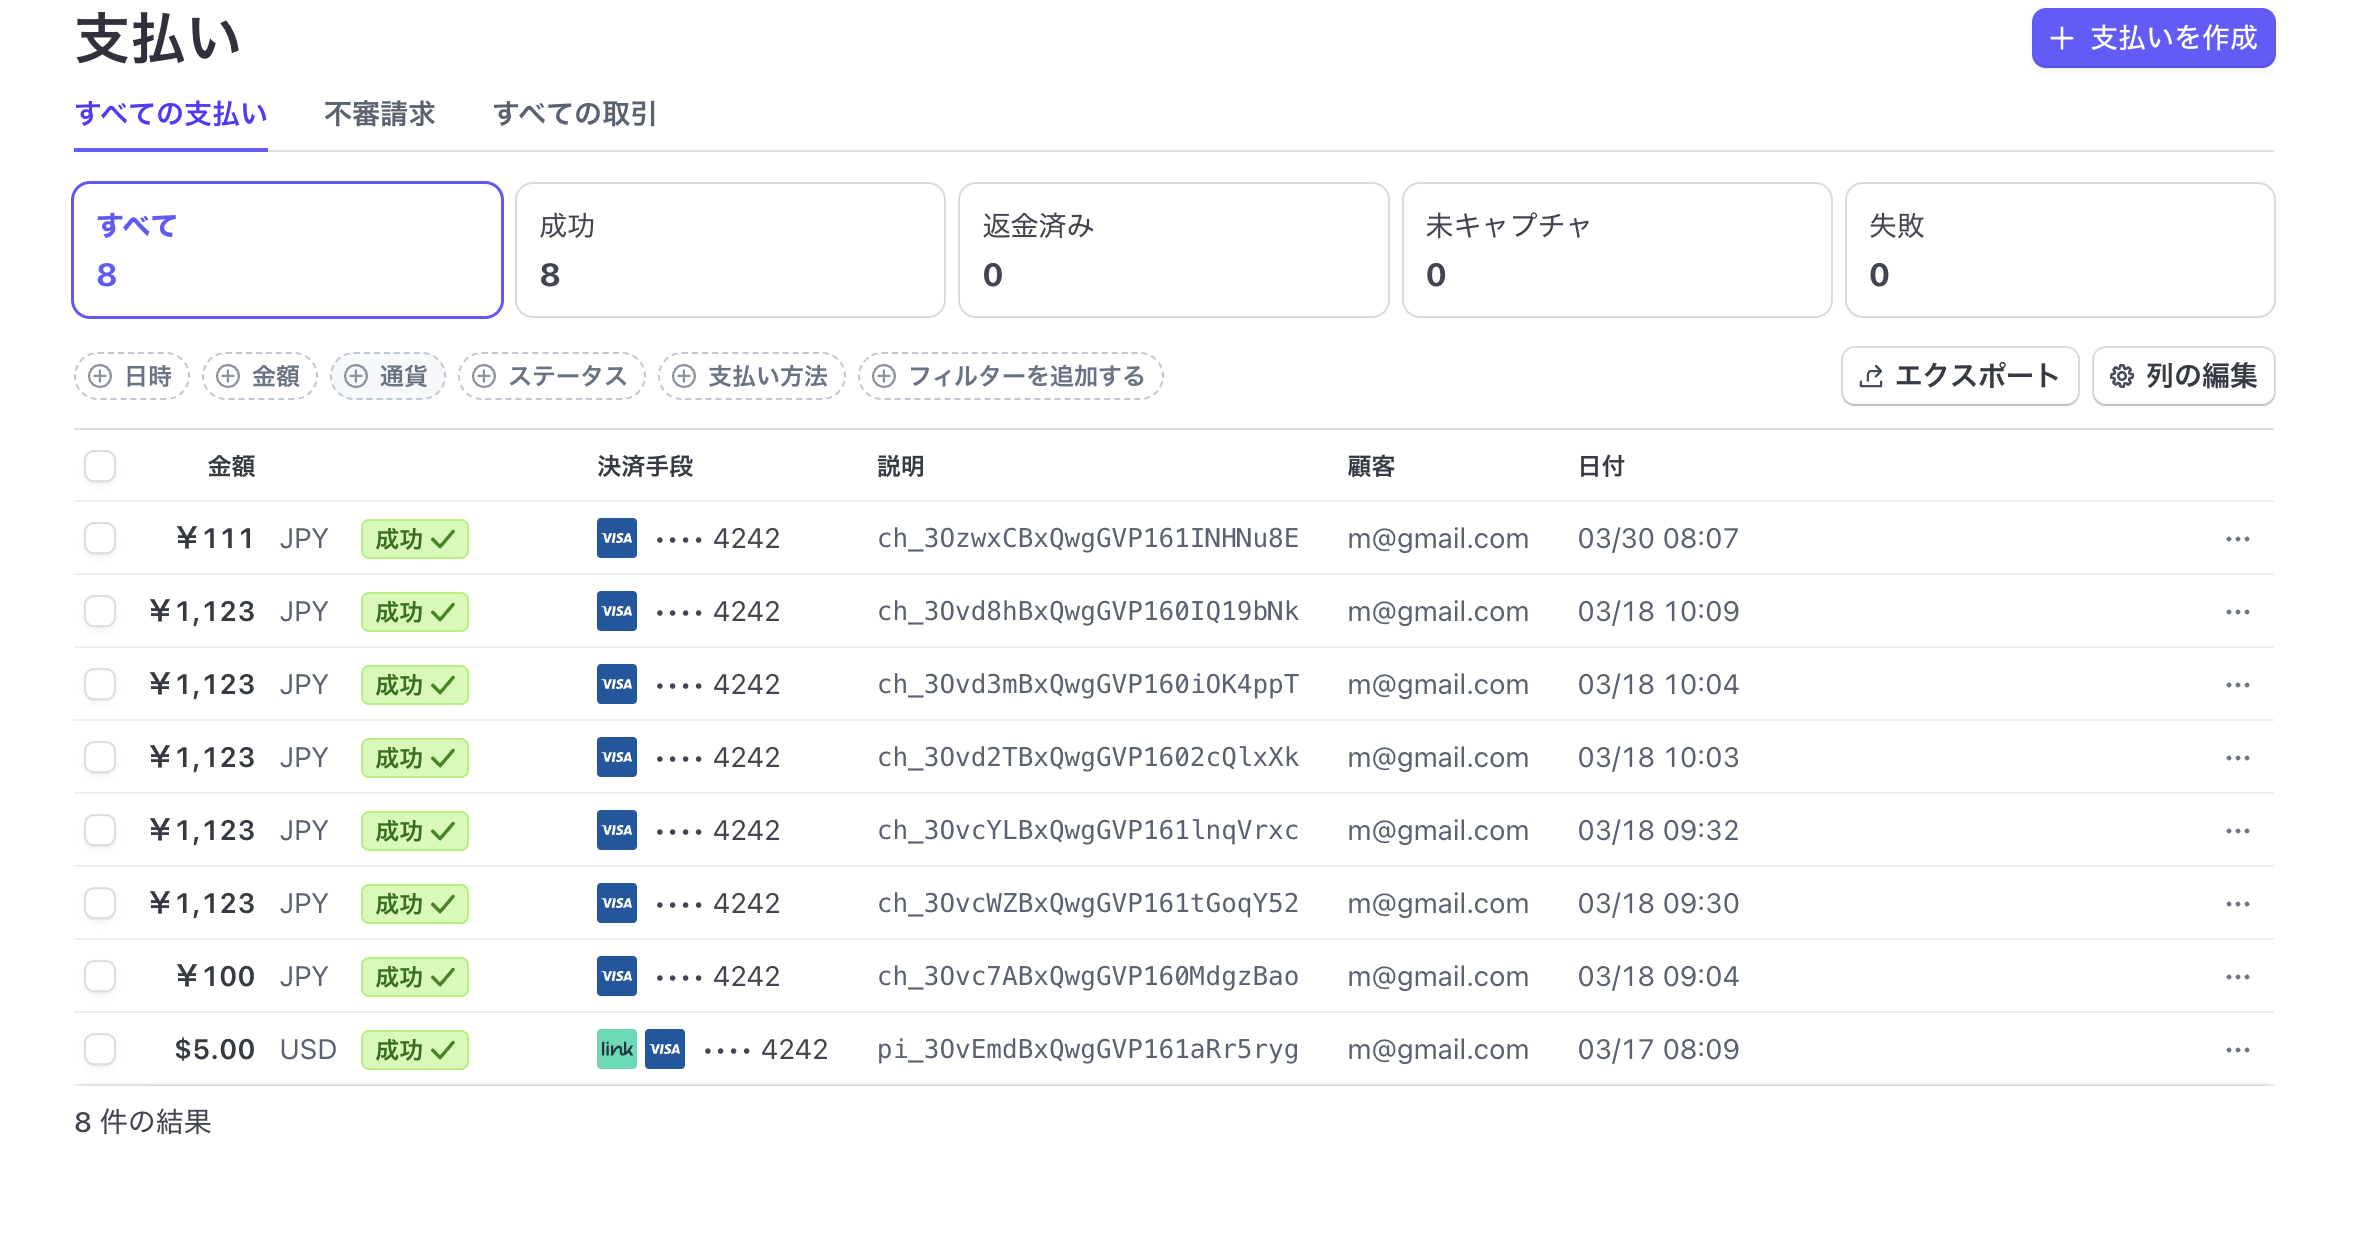 支払い
+ 支払いを作成
すべての支払い 不審請求 すべての取引
すべて 成功 返金済み 未キャプチャ 失敗
8 8 0 0 0
日時 金額 通貨 ステータス 支払い方法 フィルターを追加する エクスポート 列の編集
金額 決済手段 説明 顧客 日付
¥111 JPY 成功 VISA •••• 4242 ch_3OzwxCBxQwgGVP161INHNu8E m@gmail.com 03/30 08:07
¥1,123 JPY 成功 VISA •••• 4242 ch_3Ovd8hBxQwgGVP160IQ19bNk m@gmail.com 03/18 10:09
¥1,123 JPY 成功 VISA •••• 4242 ch_3Ovd3mBxQwgGVP160iOK4ppT m@gmail.com 03/18 10:04
¥1,123 JPY 成功 VISA •••• 4242 ch_3Ovd2TBxQwgGVP1602cQlxXk m@gmail.com 03/18 10:03
¥1,123 JPY 成功 VISA •••• 4242 ch_3OvcYLBxQwgGVP161lnqVrxc m@gmail.com 03/18 09:32
¥1,123 JPY 成功 VISA •••• 4242 ch_3OvcWZBxQwgGVP161tGoqY52 m@gmail.com 03/18 09:30
¥100 JPY 成功 VISA •••• 4242 ch_3Ovc7ABxQwgGVP160MdgzBao m@gmail.com 03/18 09:04
$5.00 USD 成功 link VISA •••• 4242 pi_3OvEmdBxQwgGVP161aRr5ryg m@gmail.com 03/17 08:09
8 件の結果